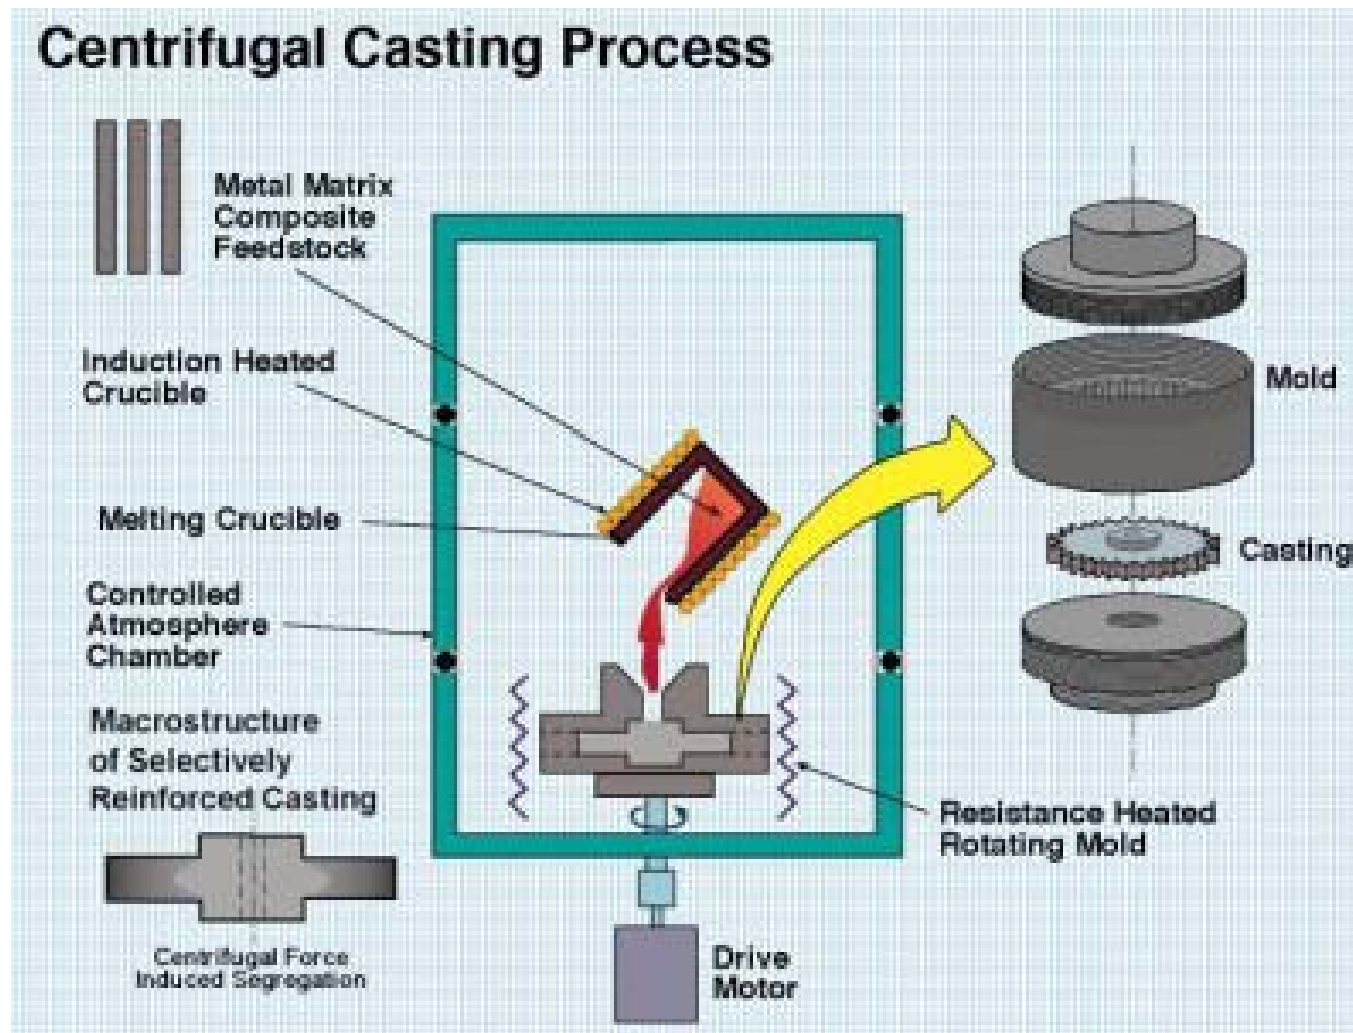 Centrifugal Casting Process
Metal Matrix
Composite
Feedstock
Induction Heated
Crucible
Melting Crucible
Controlled
Atmosphere
Chamber
Macrostructure
of Selectively
Reinforced Casting
Centrifugal Force
Induced Segregation
Drive
Motor
Resistance Heated
Rotating Mold
Mold
Casting